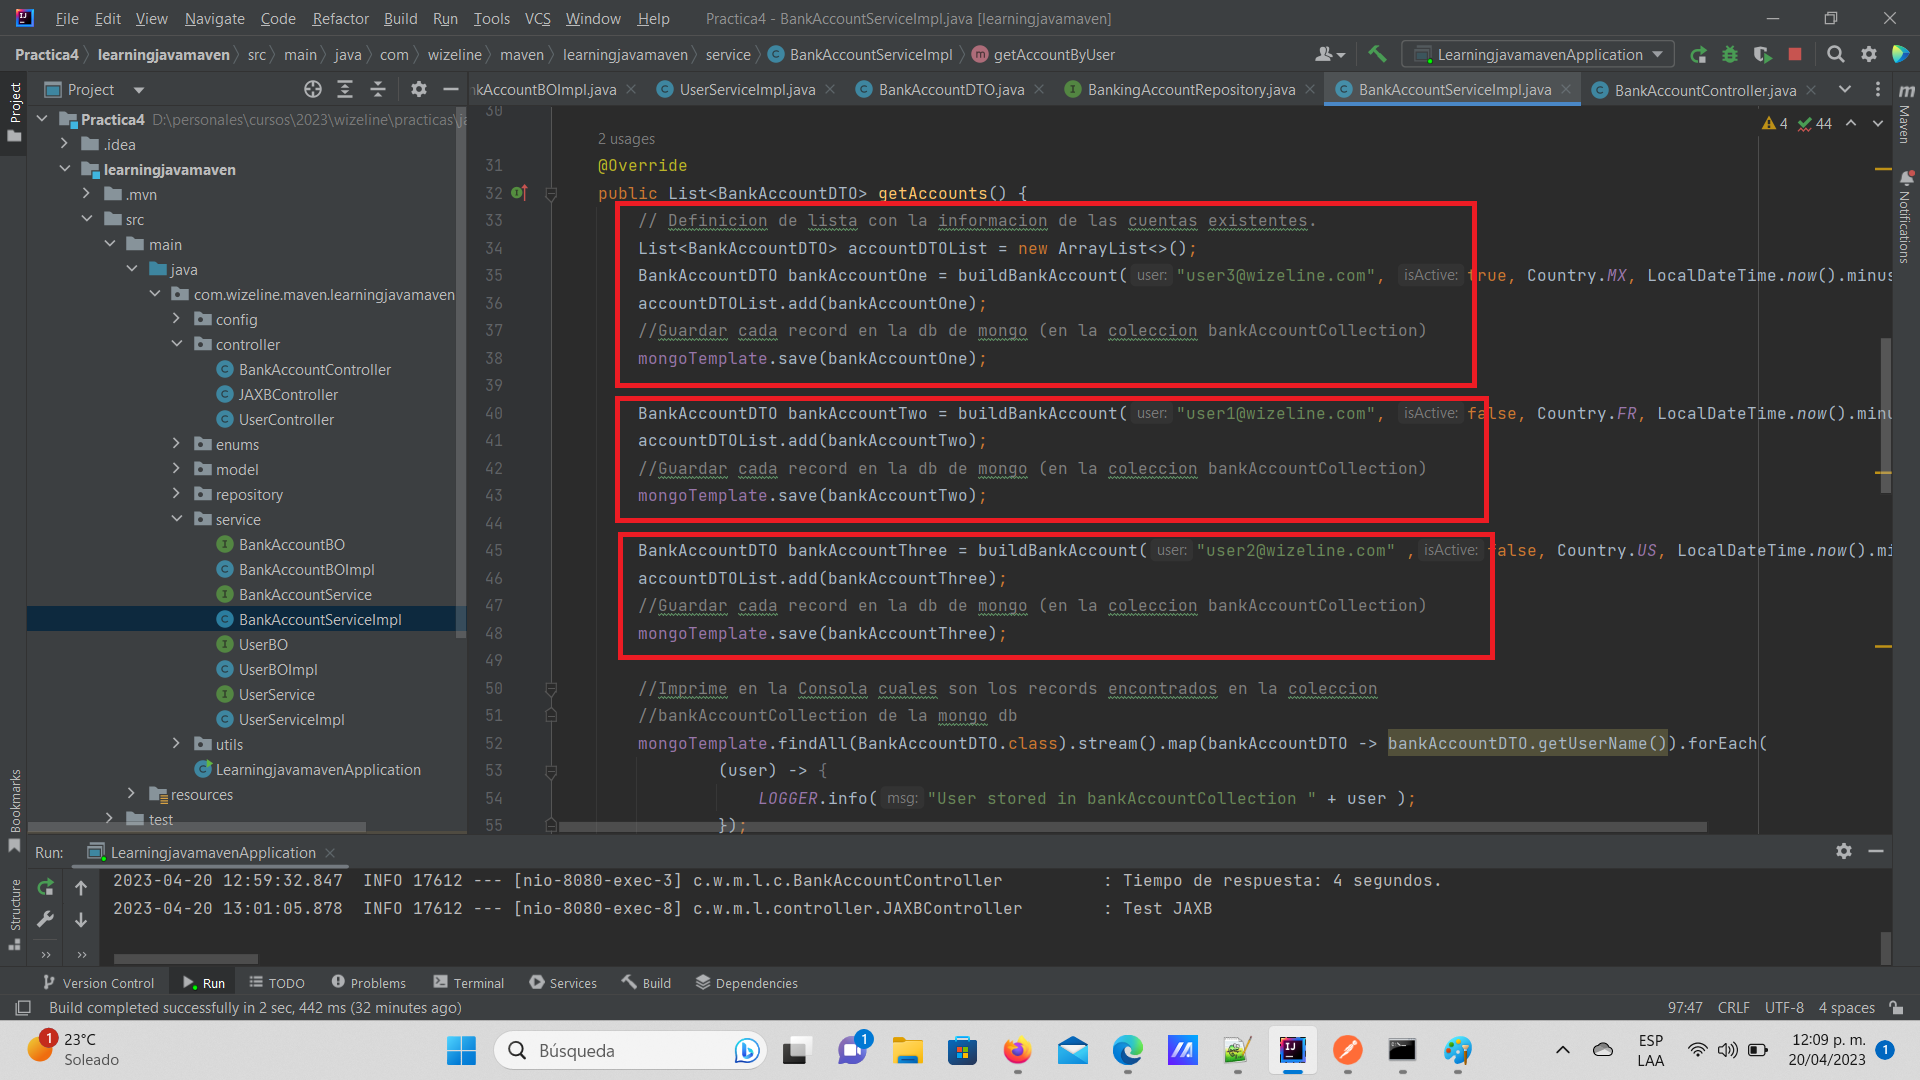 File Edit View Navigate Code Refactor Build Run Tools VCS Window Help Practica4 - BankAccountServiceImpl.java [learningjavamaven]
Practica4 learningjavamaven src main java com wizeline maven learningjavamaven service BankAccountServiceImpl getAccountByUser LearningjavamavenApplication
Project
nkAccountBOImpl.java UserServiceImpl.java BankAccountDTO.java BankingAccountRepository.java BankAccountServiceImpl.java BankAccountController.java
Project
Bookmarks
Structure
Maven
Notifications
4 44
Practica4 D:\personales\cursos\2023\wizeline\practicas\ja
.idea
learningjavamaven
.mvn
src
main
java
com.wizeline.maven.learningjavamaven
config
controller
BankAccountController
JAXBController
UserController
enums
model
repository
service
BankAccountBO
BankAccountBOImpl
BankAccountService
BankAccountServiceImpl
UserBO
UserBOImpl
UserService
UserServiceImpl
utils
LearningjavamavenApplication
resources
test
30
2 usages
31 @Override
32 public List<BankAccountDTO> getAccounts() {
33 // Definicion de lista con la informacion de las cuentas existentes.
34 List<BankAccountDTO> accountDTOList = new ArrayList<>();
35 BankAccountDTO bankAccountOne = buildBankAccount( user: "user3@wizeline.com", isActive: true, Country.MX, LocalDateTime.now().minus
36 accountDTOList.add(bankAccountOne);
37 //Guardar cada record en la db de mongo (en la coleccion bankAccountCollection)
38 mongoTemplate.save(bankAccountOne);
39
40 BankAccountDTO bankAccountTwo = buildBankAccount( user: "user1@wizeline.com", isActive: false, Country.FR, LocalDateTime.now().minu
41 accountDTOList.add(bankAccountTwo);
42 //Guardar cada record en la db de mongo (en la coleccion bankAccountCollection)
43 mongoTemplate.save(bankAccountTwo);
44
45 BankAccountDTO bankAccountThree = buildBankAccount( user: "user2@wizeline.com" , isActive: false, Country.US, LocalDateTime.now().mi
46 accountDTOList.add(bankAccountThree);
47 //Guardar cada record en la db de mongo (en la coleccion bankAccountCollection)
48 mongoTemplate.save(bankAccountThree);
49
50 //Imprime en la Consola cuales son los records encontrados en la coleccion
51 //bankAccountCollection de la mongo db
52 mongoTemplate.findAll(BankAccountDTO.class).stream().map(bankAccountDTO -> bankAccountDTO.getUserName()).forEach(
53 (user) -> {
54 LOGGER.info( msg: "User stored in bankAccountCollection " + user );
55 });
Run: LearningjavamavenApplication
2023-04-20 12:59:32.847 INFO 17612 --- [nio-8080-exec-3] c.w.m.l.c.BankAccountController : Tiempo de respuesta: 4 segundos.
2023-04-20 13:01:05.878 INFO 17612 --- [nio-8080-exec-8] c.w.m.l.controller.JAXBController : Test JAXB
Version Control Run TODO Problems Terminal Services Build Dependencies
Build completed successfully in 2 sec, 442 ms (32 minutes ago) 97:47 CRLF UTF-8 4 spaces
1 23°C
Soleado
Búsqueda
1
ESP
LAA
12:09 p. m.
20/04/2023
1